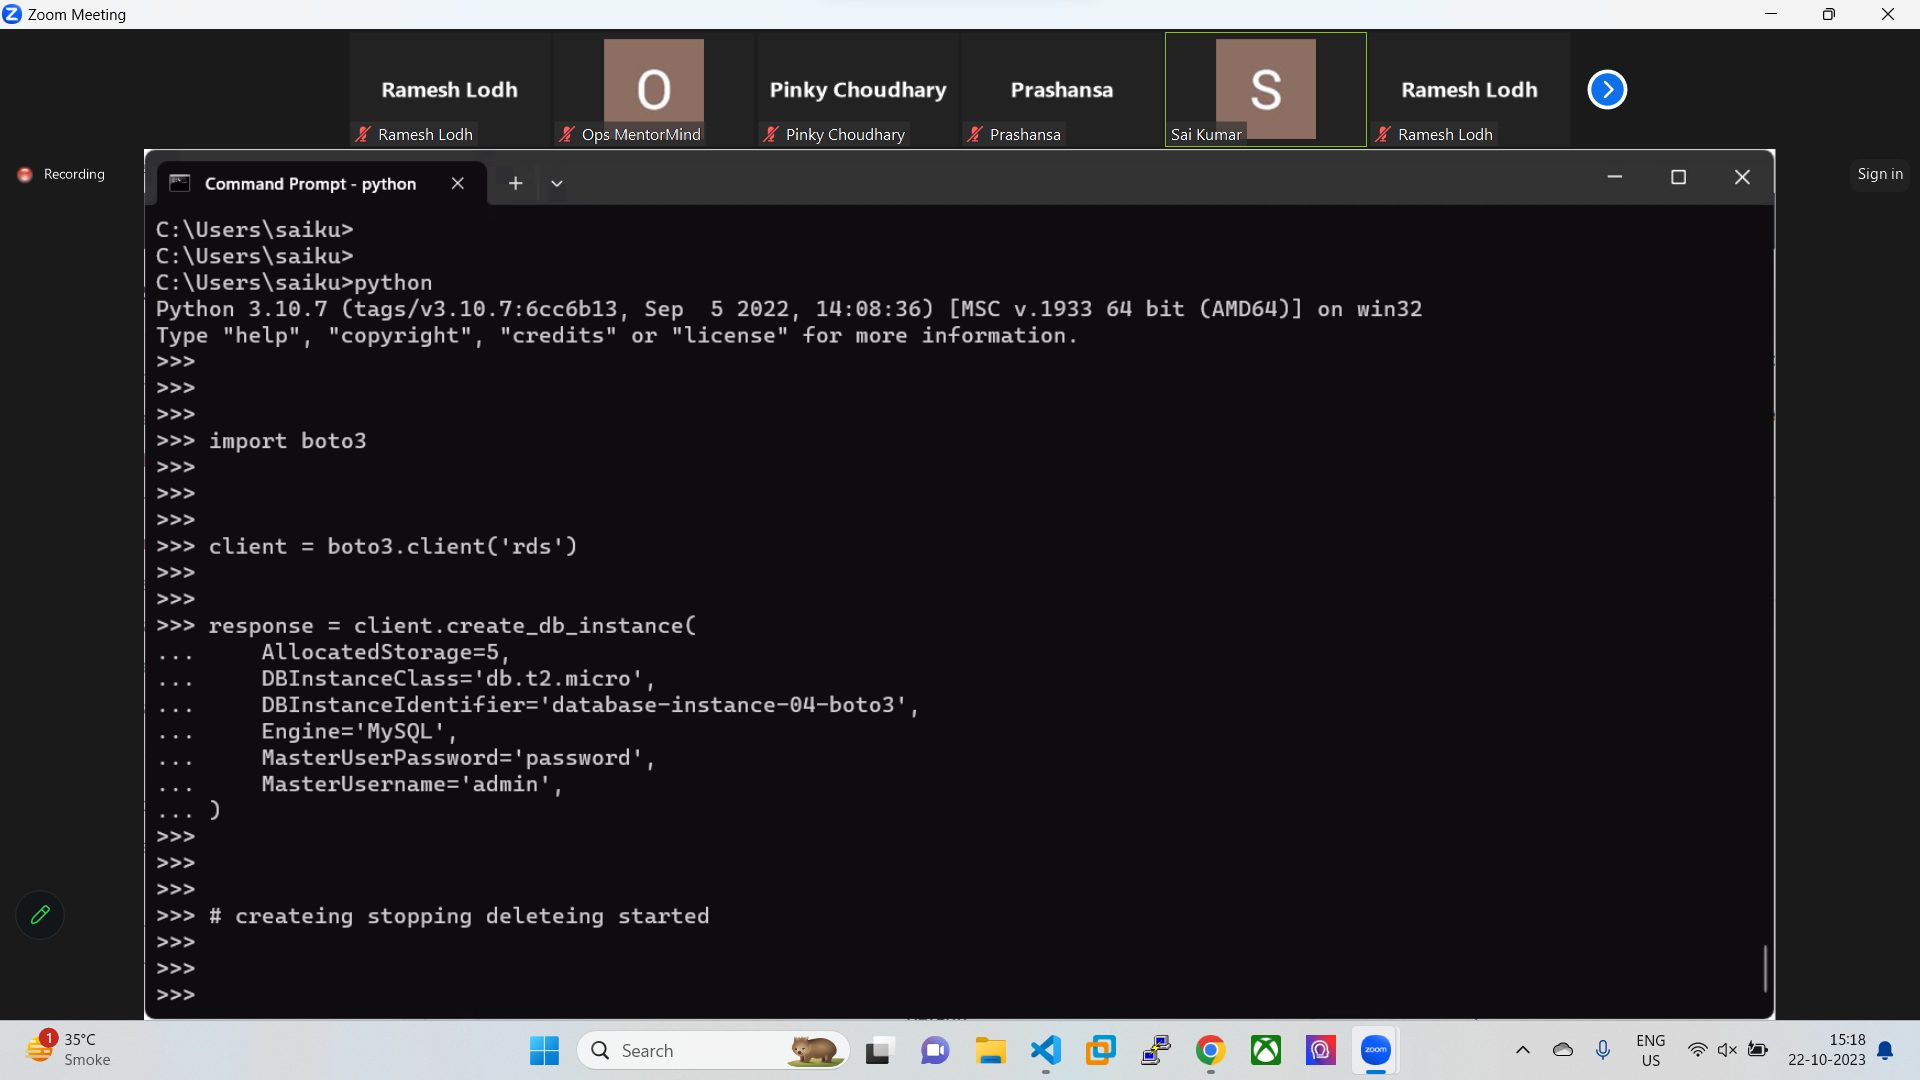 Zoom Meeting
Ramesh Lodh
O
Pinky Choudhary
Prashansa
S
Ramesh Lodh
Ramesh Lodh
Ops MentorMind
Pinky Choudhary
Prashansa
Sai Kumar
Ramesh Lodh
Recording
Sign in
Command Prompt - python
C:\Users\saiku>
C:\Users\saiku>
C:\Users\saiku>python
Python 3.10.7 (tags/v3.10.7:6cc6b13, Sep  5 2022, 14:08:36) [MSC v.1933 64 bit (AMD64)] on win32
Type "help", "copyright", "credits" or "license" for more information.
>>>
>>>
>>>
>>> import boto3
>>>
>>>
>>>
>>> client = boto3.client('rds')
>>>
>>>
>>> response = client.create_db_instance(
...     AllocatedStorage=5,
...     DBInstanceClass='db.t2.micro',
...     DBInstanceIdentifier='database-instance-04-boto3',
...     Engine='MySQL',
...     MasterUserPassword='password',
...     MasterUsername='admin',
... )
>>>
>>>
>>>
>>> # createing stopping deleteing started
>>>
>>>
>>>
1
35°C
Smoke
Search
zoom
ENG
US
15:18
22-10-2023